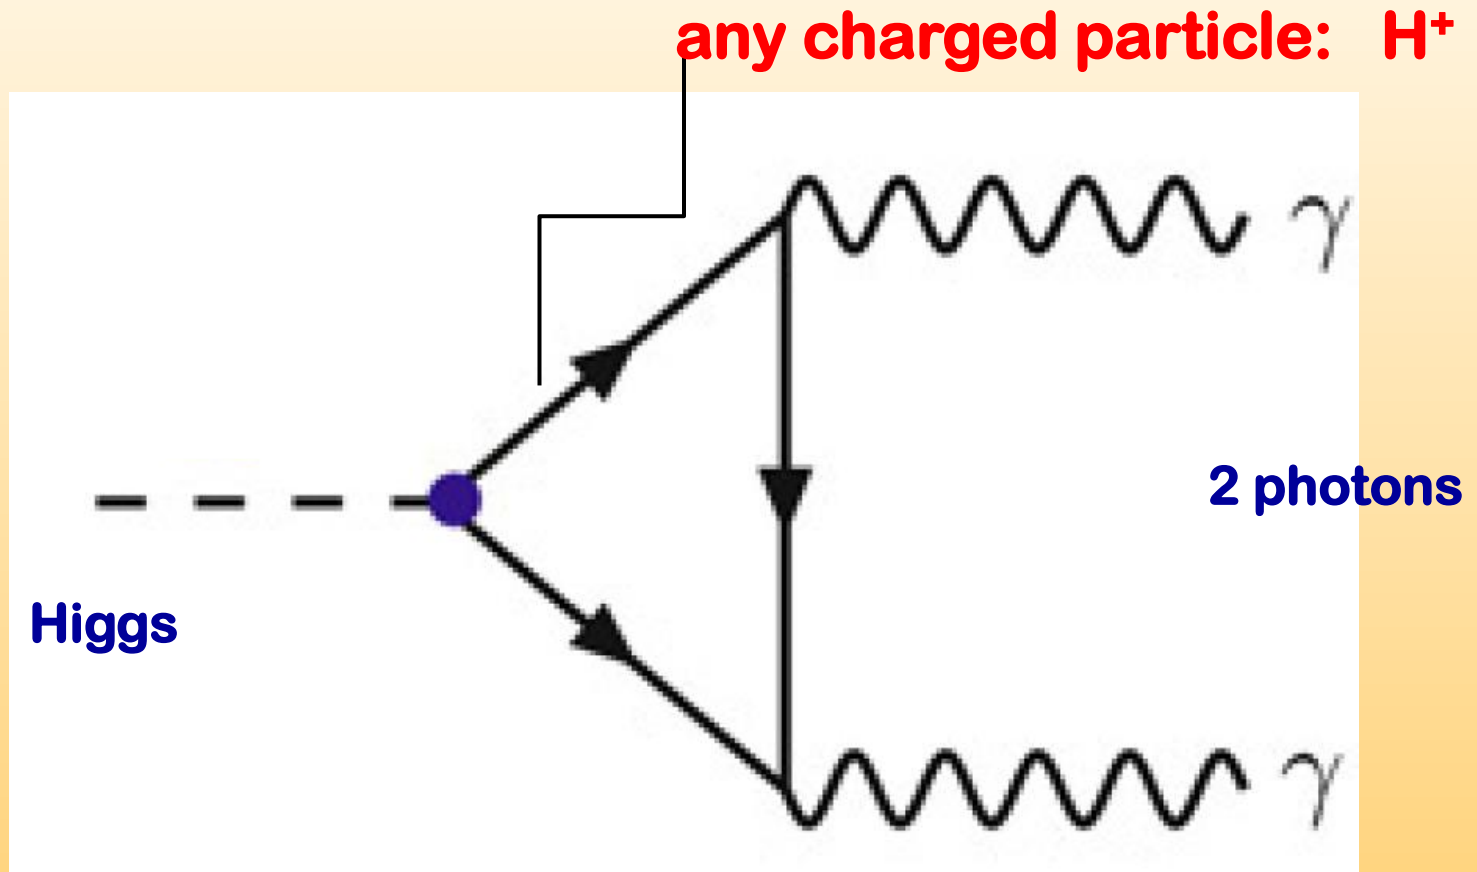 any charged particle: H⁺
γ
2 photons
Higgs
γ